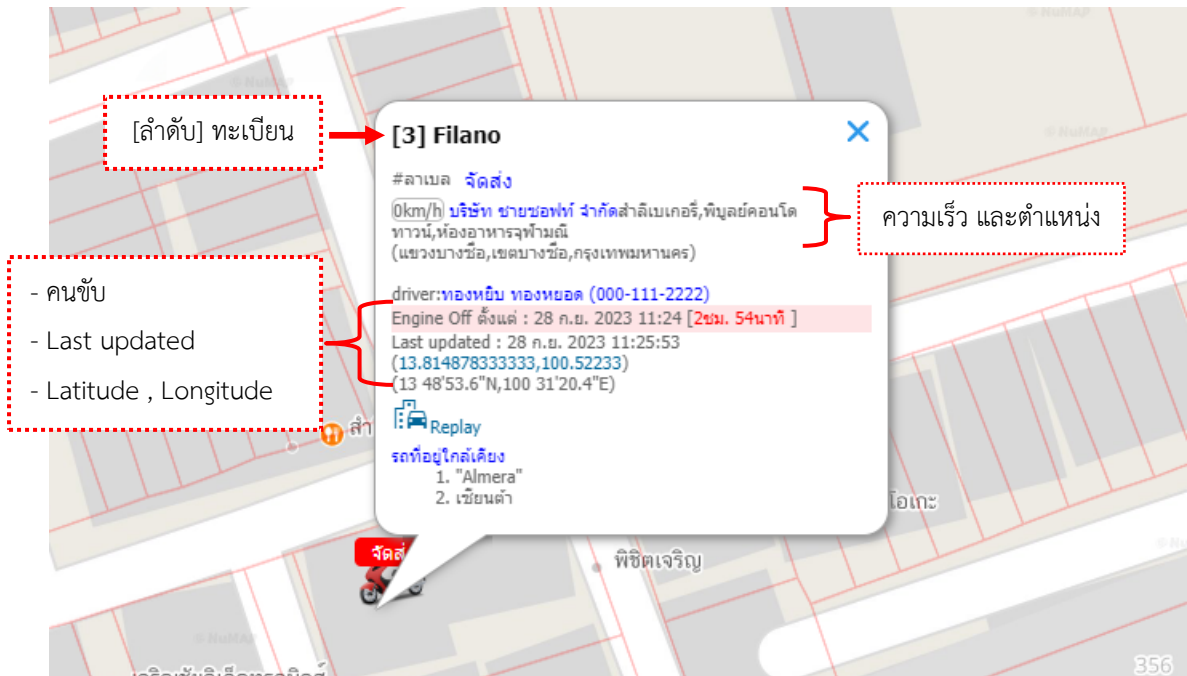 © NuMAP
© NuMAP
[ลำดับ] ทะเบียน
[3] Filano
© NuMAP
#ลาเบล จัดส่ง
0km/h บริษัท ชายซอฟท์ จำกัดสำลีเบเกอรี่,พิบูลย์คอนโด
ทาวน์,ห้องอาหารจุฬามณี
(แขวงบางซื่อ,เขตบางซื่อ,กรุงเทพมหานคร)
ความเร็ว และตำแหน่ง
- คนขับ
- Last updated
- Latitude , Longitude
driver:ทองหยิบ ทองหยอด (000-111-2222)
Engine Off ตั้งแต่ : 28 ก.ย. 2023 11:24 [2ชม. 54นาที ]
Last updated : 28 ก.ย. 2023 11:25:53
(13.814878333333,100.52233)
(13 48'53.6"N,100 31'20.4"E)
Replay
รถที่อยู่ใกล้เคียง
1. "Almera"
2. เซียนต้า
โอเกะ
จัดส่
พิชิตเจริญ
© NuMAP
356